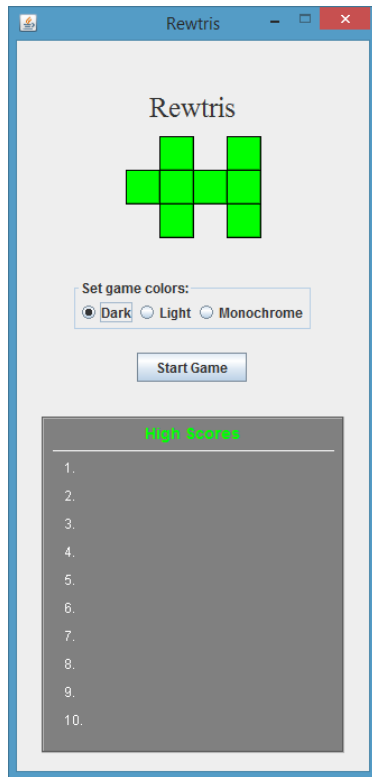 Rewtris
Rewtris
Set game colors:
Dark Light Monochrome
Start Game
High Scores
1.
2.
3.
4.
5.
6.
7.
8.
9.
10.